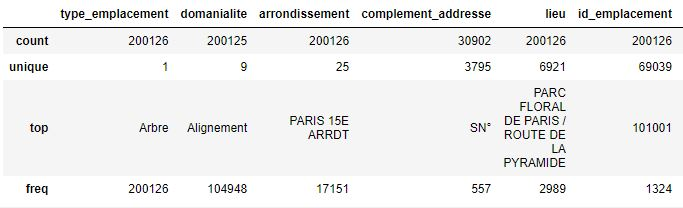 type_emplacement domanialite arrondissement complement_addresse lieu id_emplacement
count 200126 200125 200126 30902 200126 200126
unique 1 9 25 3795 6921 69039
top Arbre Alignement PARIS 15E ARRDT SN° PARC FLORAL DE PARIS / ROUTE DE LA PYRAMIDE 101001
freq 200126 104948 17151 557 2989 1324